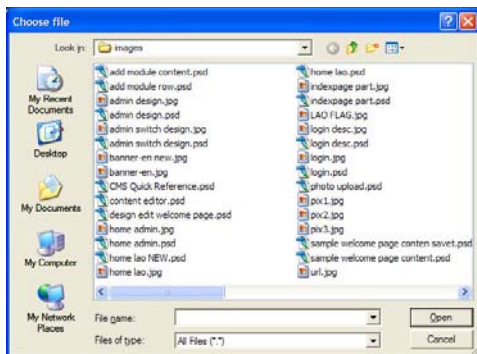 Choose file
Look in:
images
My Recent
Documents
Desktop
My Documents
My Computer
My Network
Places
add module content.psd
add module row.psd
admin design.jpg
admin design.psd
admin switch design.jpg
admin switch design.psd
banner-en new.jpg
banner-en.jpg
CMS Quick Reference.psd
content editor.psd
design edit welcome page.psd
home admin.jpg
home admin.psd
home lao NEW.psd
home lao.jpg
home lao.psd
indexpage part.jpg
indexpage part.psd
LAO FLAG.jpg
login desc.jpg
login desc.psd
login.jpg
login.psd
photo upload.psd
pix1.jpg
pix2.jpg
pix3.jpg
sample welcome page conten savet.psd
sample welcome page content.psd
url.jpg
File name:
Open
Files of type:
All Files (*.*)
Cancel